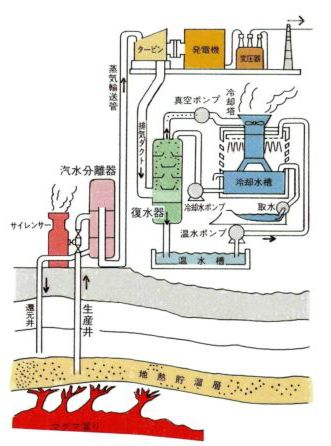 タービン
発電機
変圧器
蒸気輸送管
排気ダクト
真空ポンプ
冷却塔
冷却水槽
復水器
冷却水ポンプ
取水
温水ポンプ
温水槽
汽水分離器
サイレンサー
還元井
生産井
地熱貯溜層
マグマ溜り